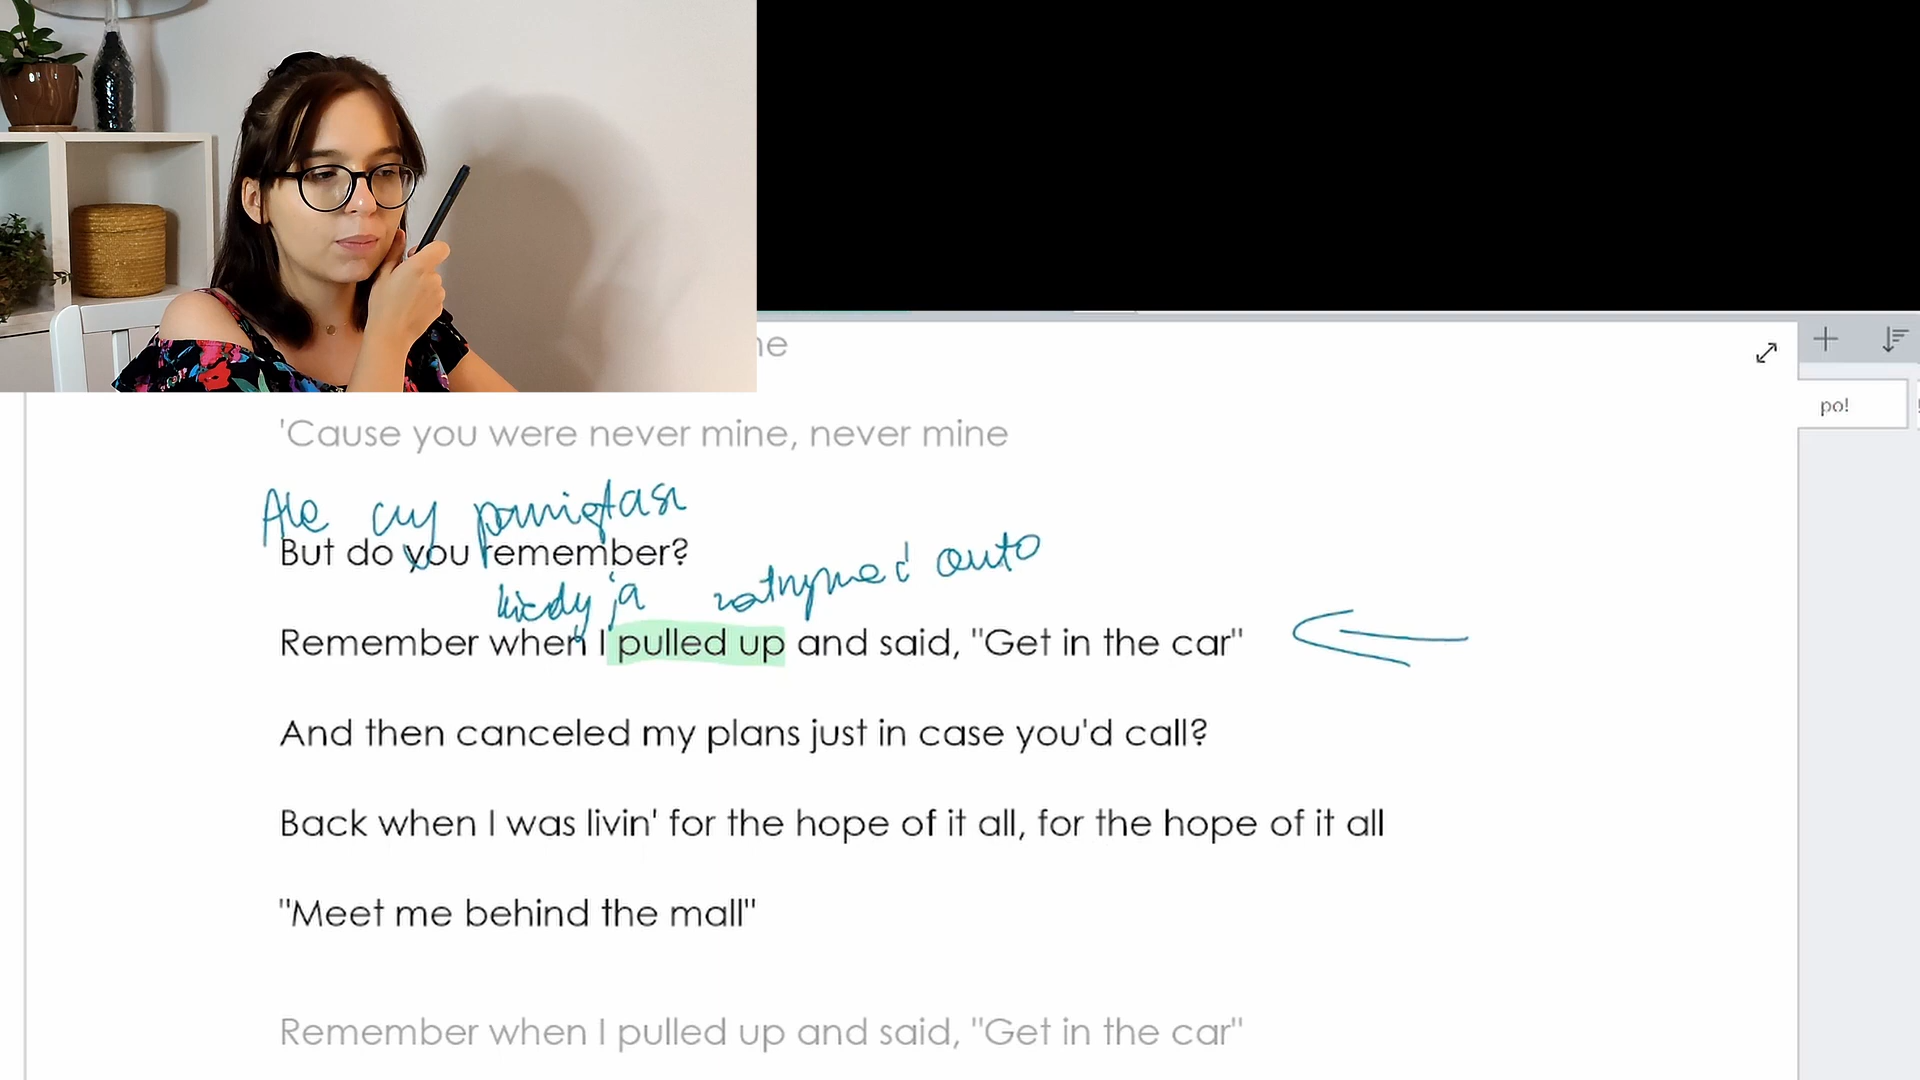 ne
po!
'Cause you were never mine, never mine
Ale czy pamiętasz
But do you remember?
kiedy ja zatrzymać auto
Remember when I pulled up and said, "Get in the car"
And then canceled my plans just in case you'd call?
Back when I was livin' for the hope of it all, for the hope of it all
"Meet me behind the mall"
Remember when I pulled up and said, "Get in the car"